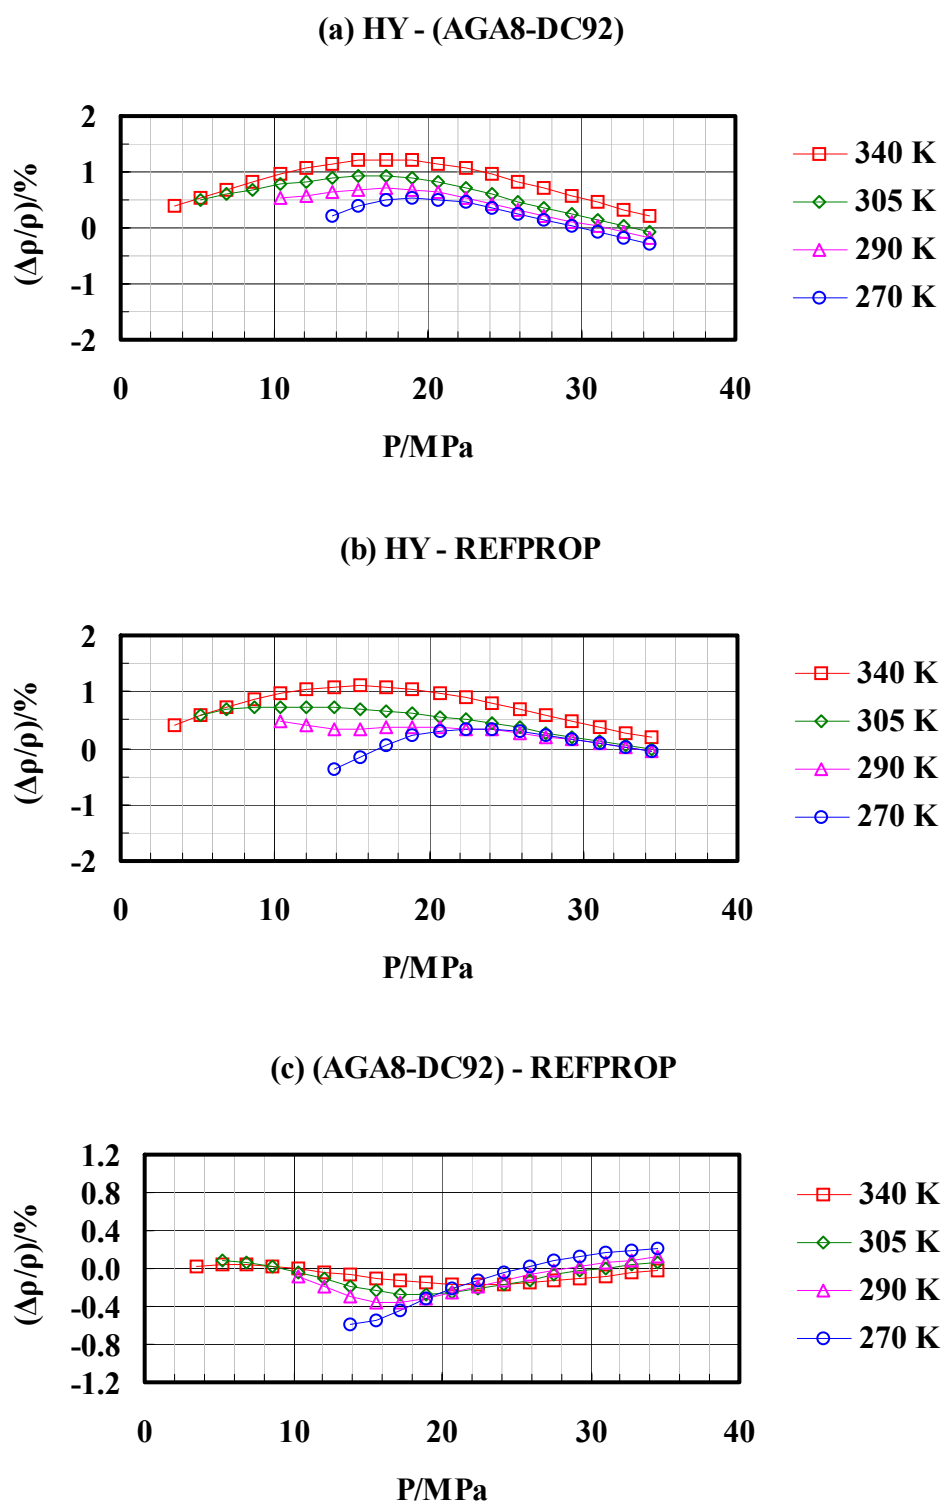 (a) HY - (AGA8-DC92)
2
1
0
-1
-2
(Δρ/ρ)/%
0 10 20 30 40
P/MPa
340 K
305 K
290 K
270 K
(b) HY - REFPROP
2
1
0
-1
-2
(Δρ/ρ)/%
0 10 20 30 40
P/MPa
340 K
305 K
290 K
270 K
(c) (AGA8-DC92) - REFPROP
1.2
0.8
0.4
0.0
-0.4
-0.8
-1.2
(Δρ/ρ)/%
0 10 20 30 40
P/MPa
340 K
305 K
290 K
270 K